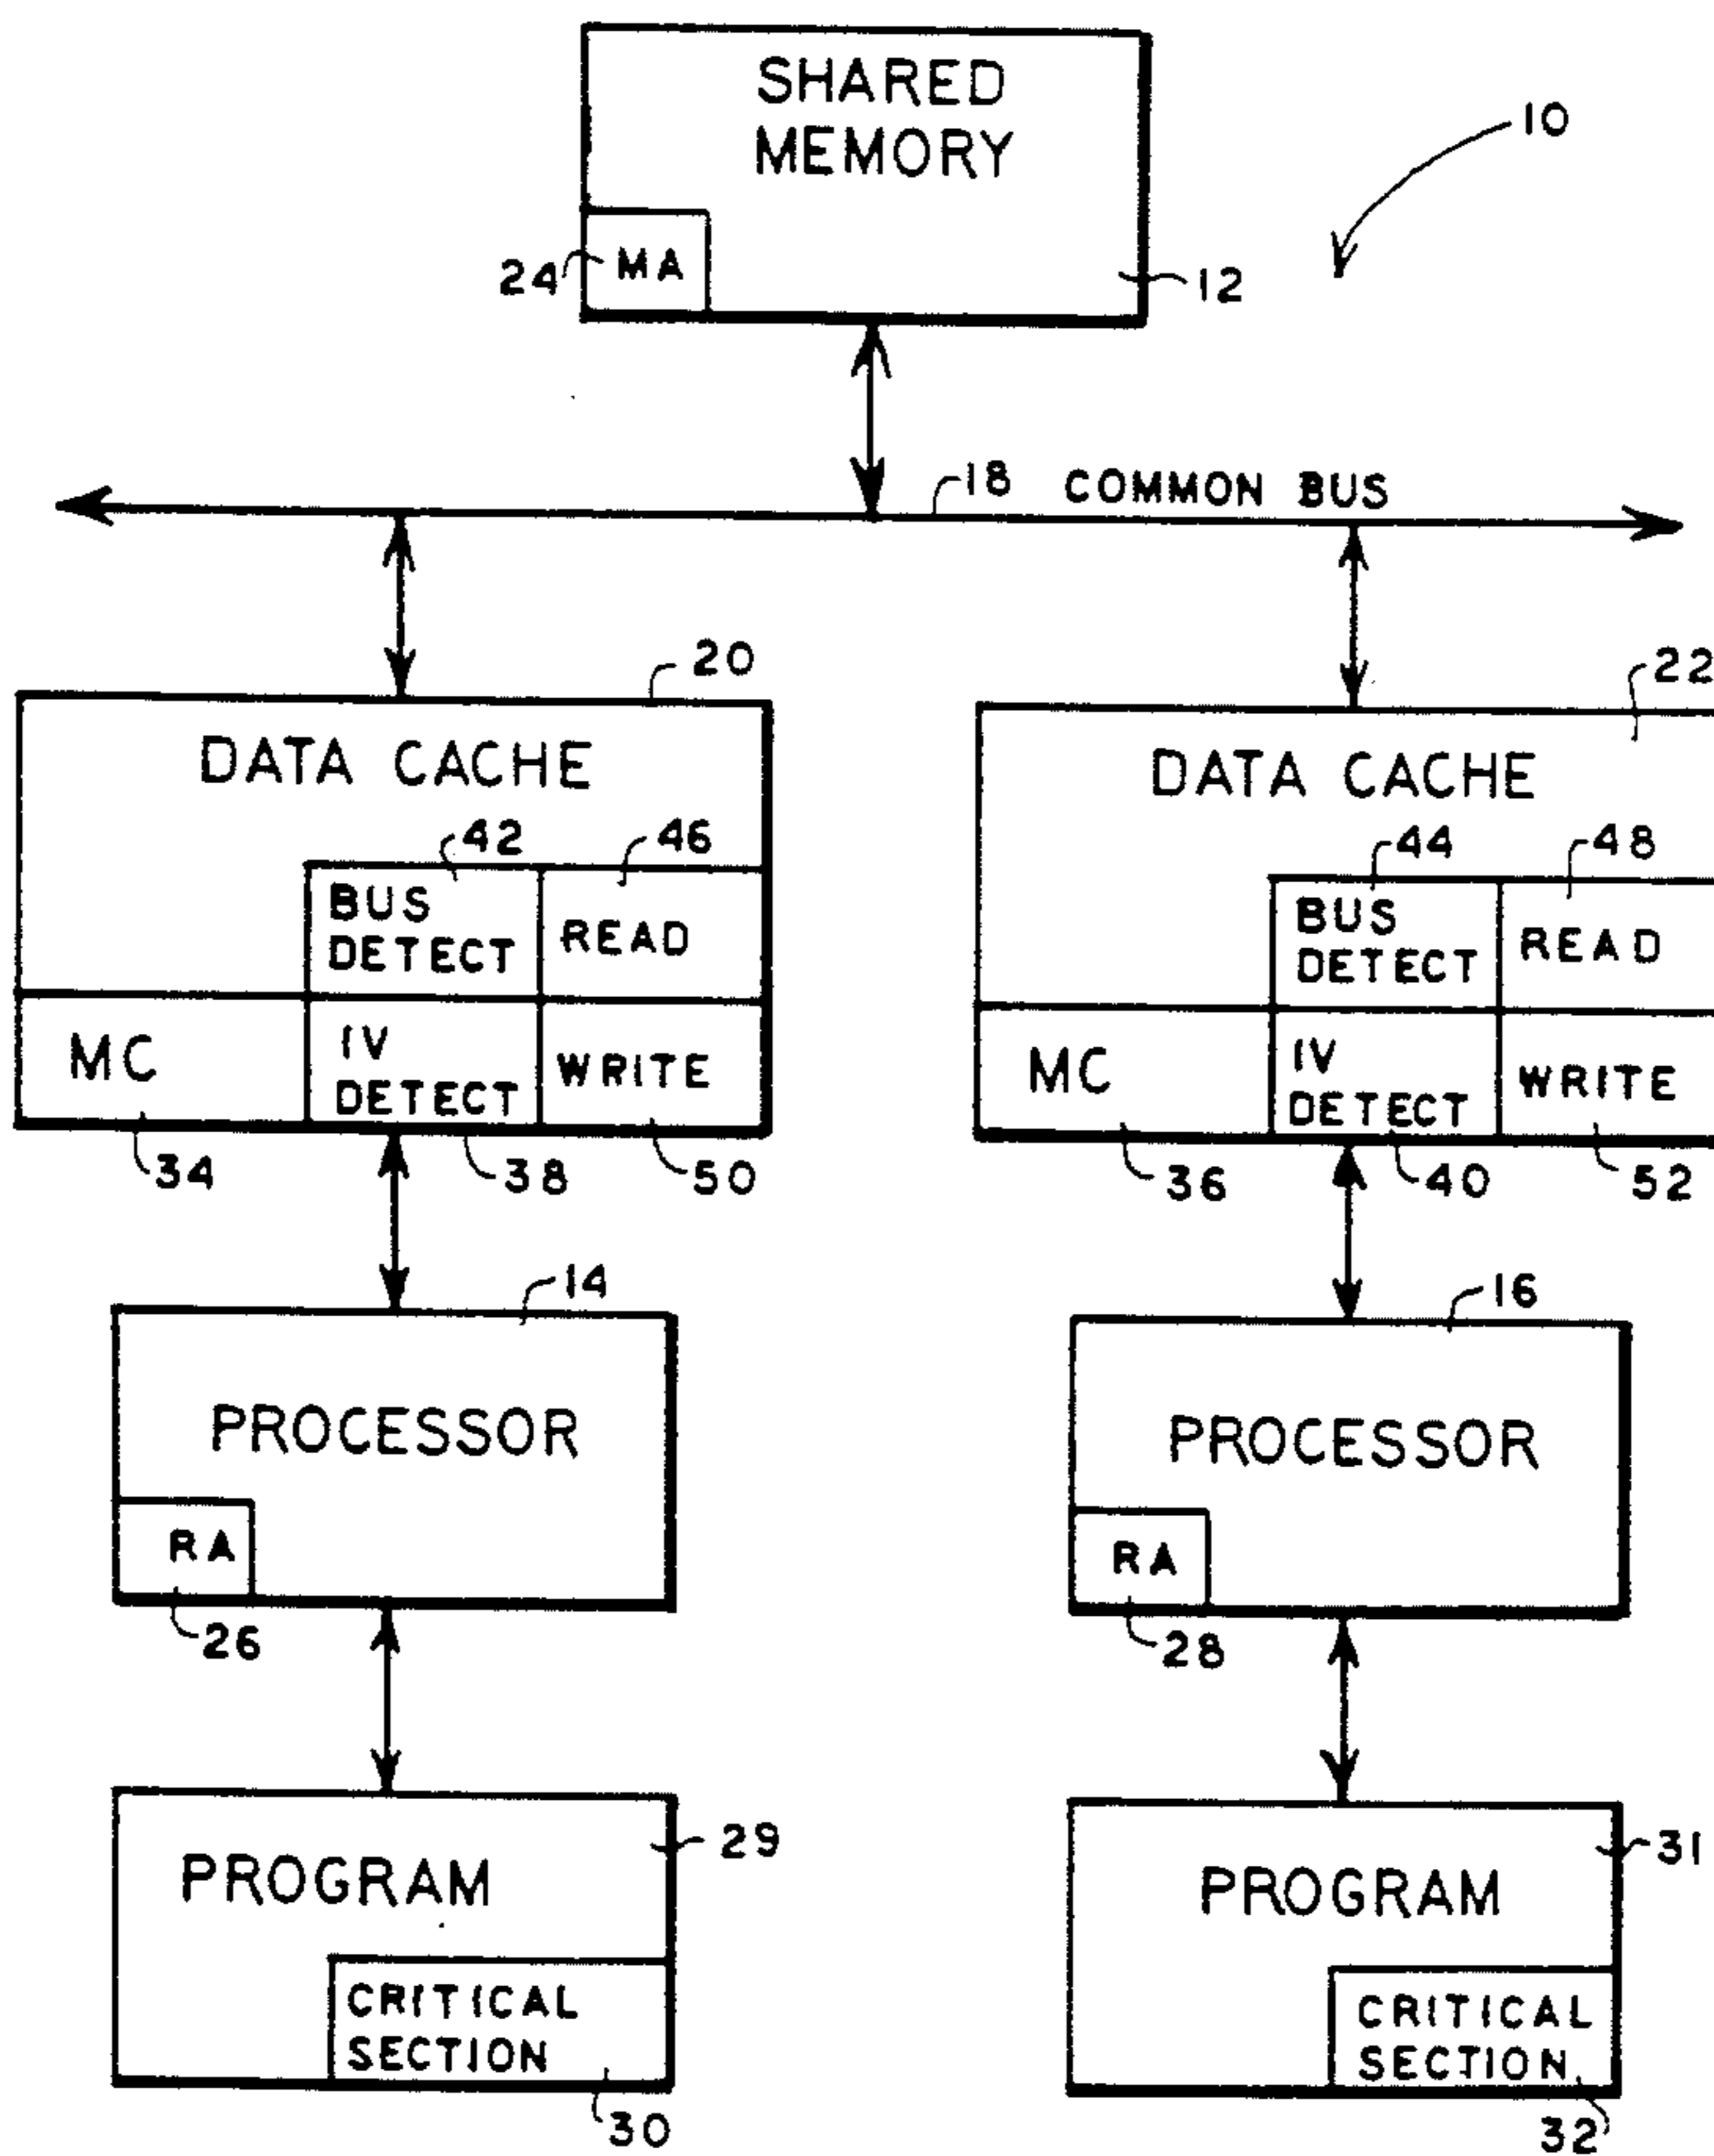 SHARED
MEMORY
10
24
MA
12
18
COMMON BUS
20
22
DATA CACHE
DATA CACHE
42
46
44
48
BUS
DETECT
READ
BUS
DETECT
READ
MC
IV
DETECT
WRITE
MC
IV
DETECT
WRITE
34
38
50
36
40
52
14
16
PROCESSOR
PROCESSOR
RA
RA
26
28
29
31
PROGRAM
PROGRAM
CRITICAL
SECTION
CRITICAL
SECTION
30
32